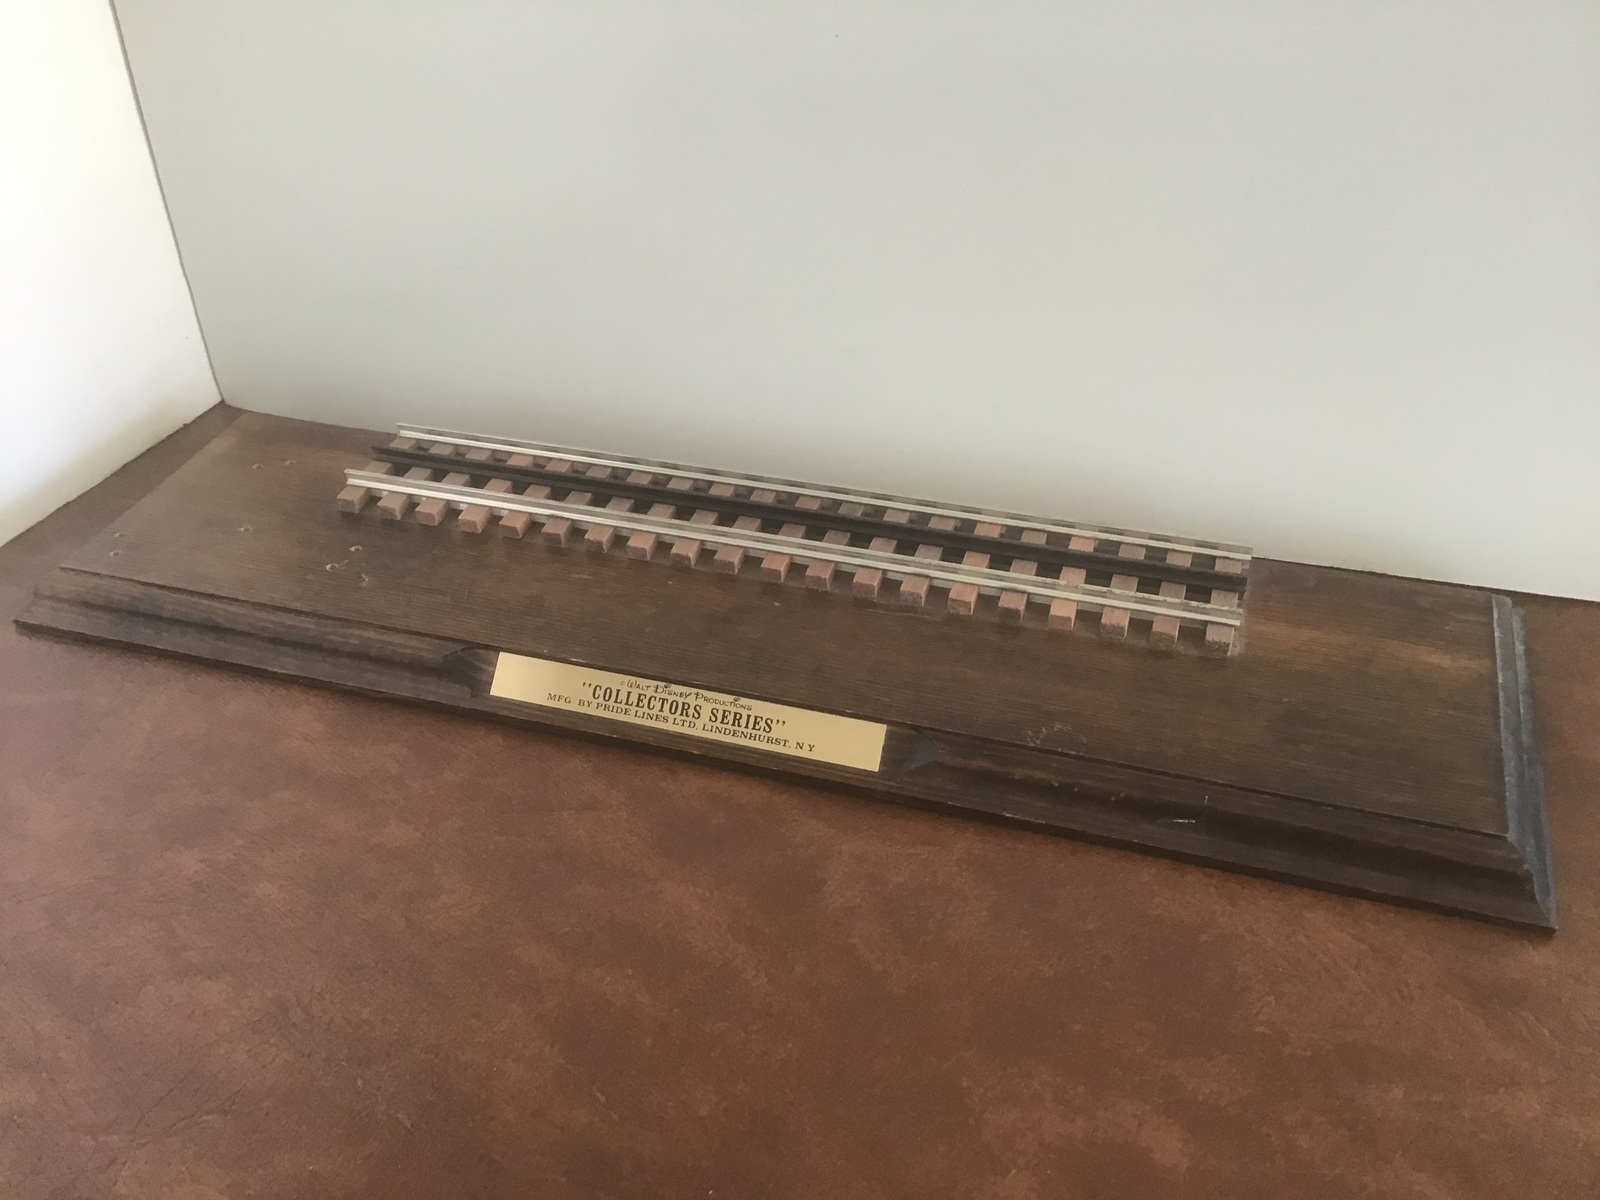 © Walt Disney Productions
"COLLECTORS SERIES"
MFG BY PRIDE LINES LTD, LINDENHURST, N Y